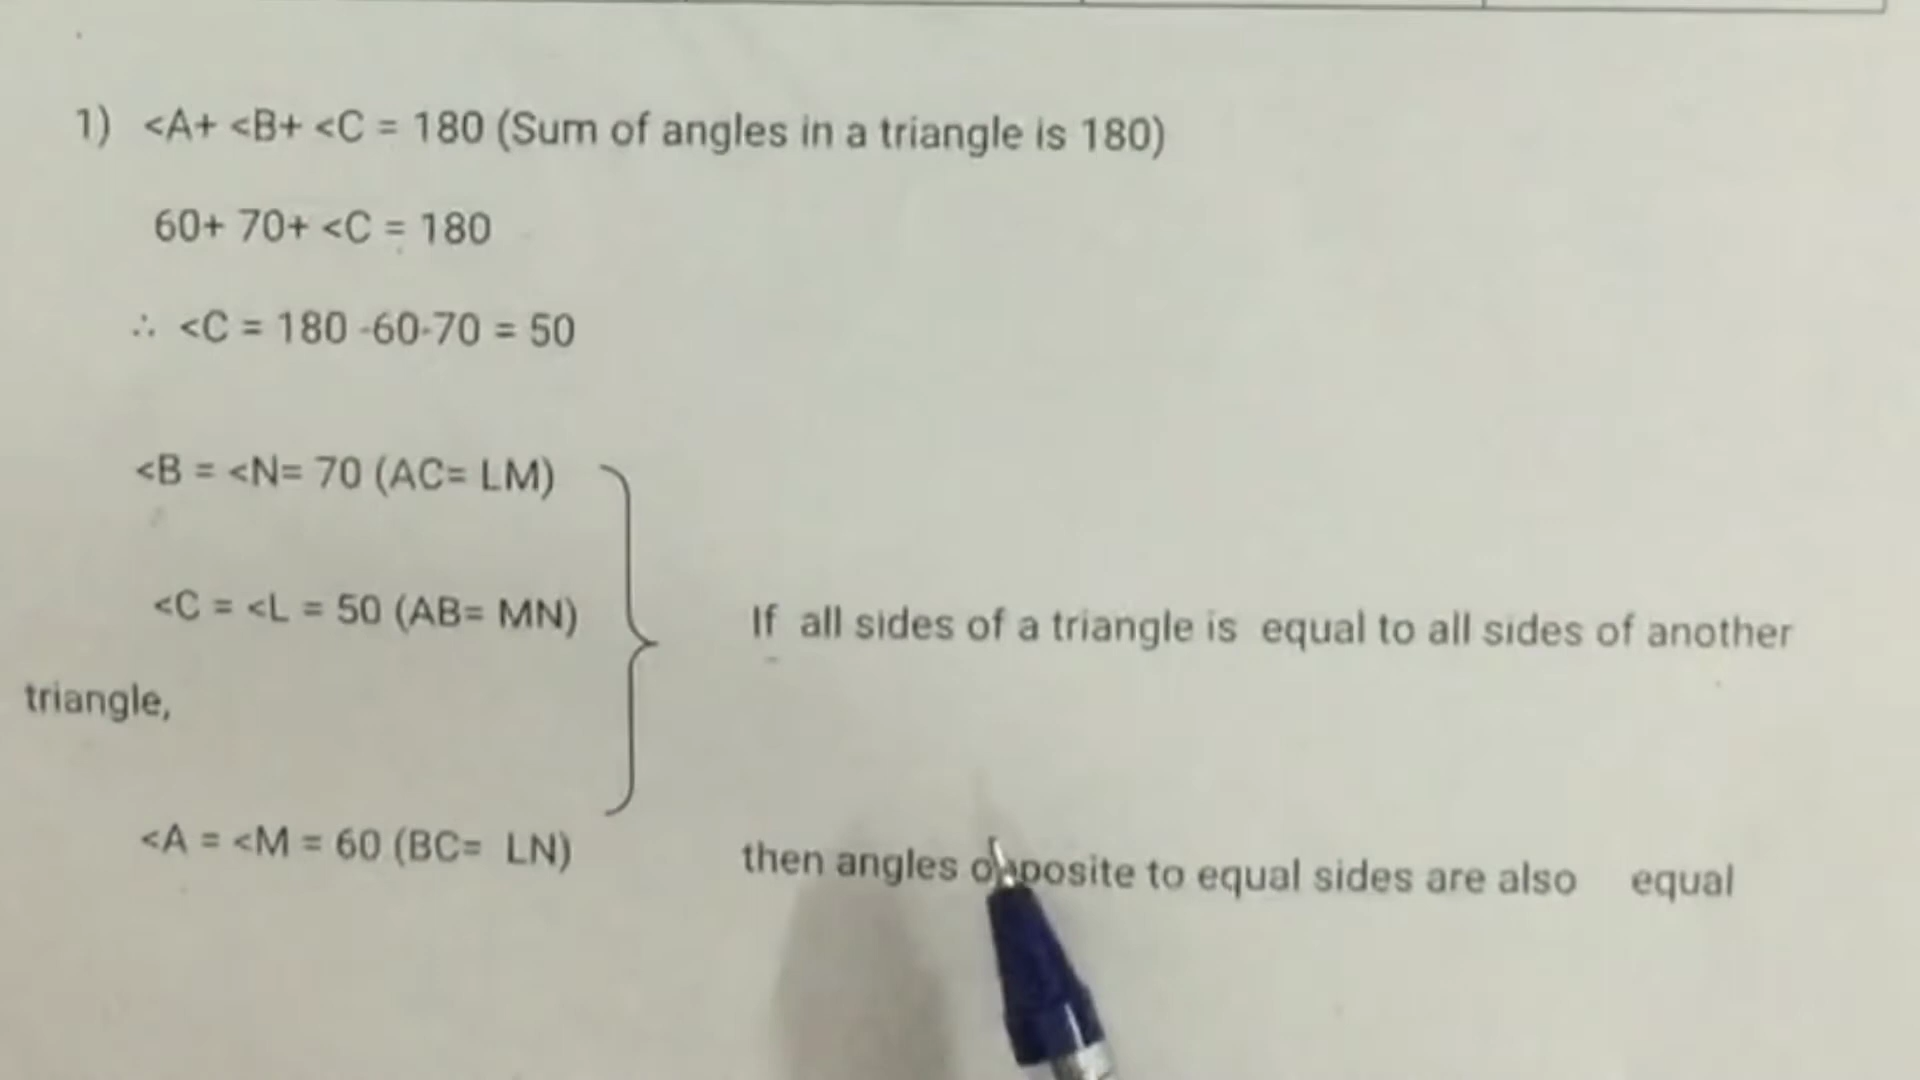 1) <A+ <B+ <C = 180 (Sum of angles in a triangle is 180)
60+ 70+ <C = 180
∴ <C = 180 -60-70 = 50
<B = <N= 70 (AC= LM)
<C = <L = 50 (AB= MN) If all sides of a triangle is equal to all sides of another
triangle,
<A = <M = 60 (BC= LN) then angles opposite to equal sides are also equal